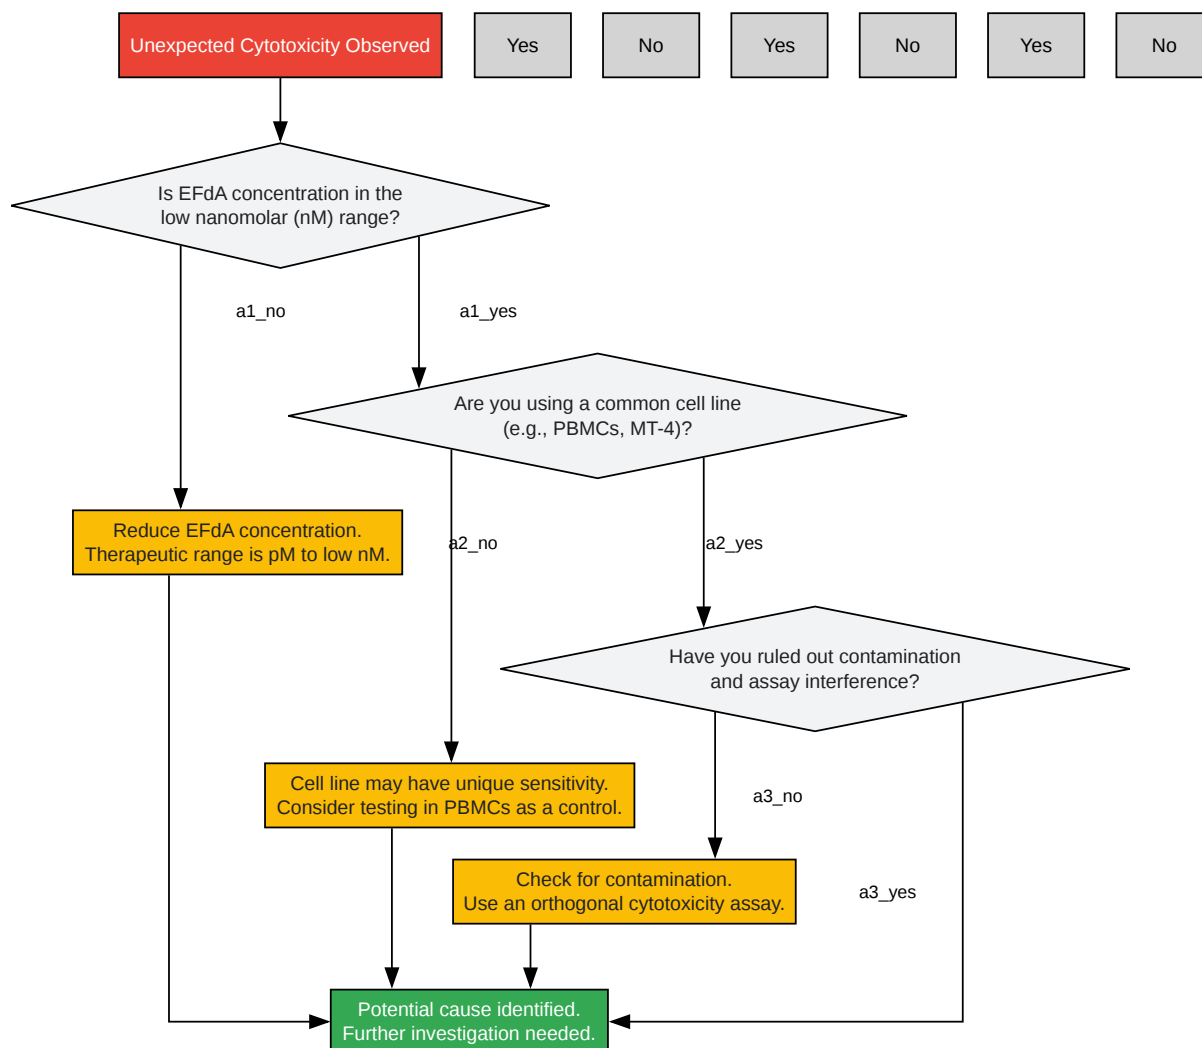 Unexpected Cytotoxicity Observed
Yes
No
Yes
No
Yes
No
Is EFdA concentration in the
low nanomolar (nM) range?
a1_no
a1_yes
Are you using a common cell line
(e.g., PBMCs, MT-4)?
Reduce EFdA concentration.
Therapeutic range is pM to low nM.
a2_no
a2_yes
Have you ruled out contamination
and assay interference?
Cell line may have unique sensitivity.
Consider testing in PBMCs as a control.
a3_no
Check for contamination.
Use an orthogonal cytotoxicity assay.
a3_yes
Potential cause identified.
Further investigation needed.